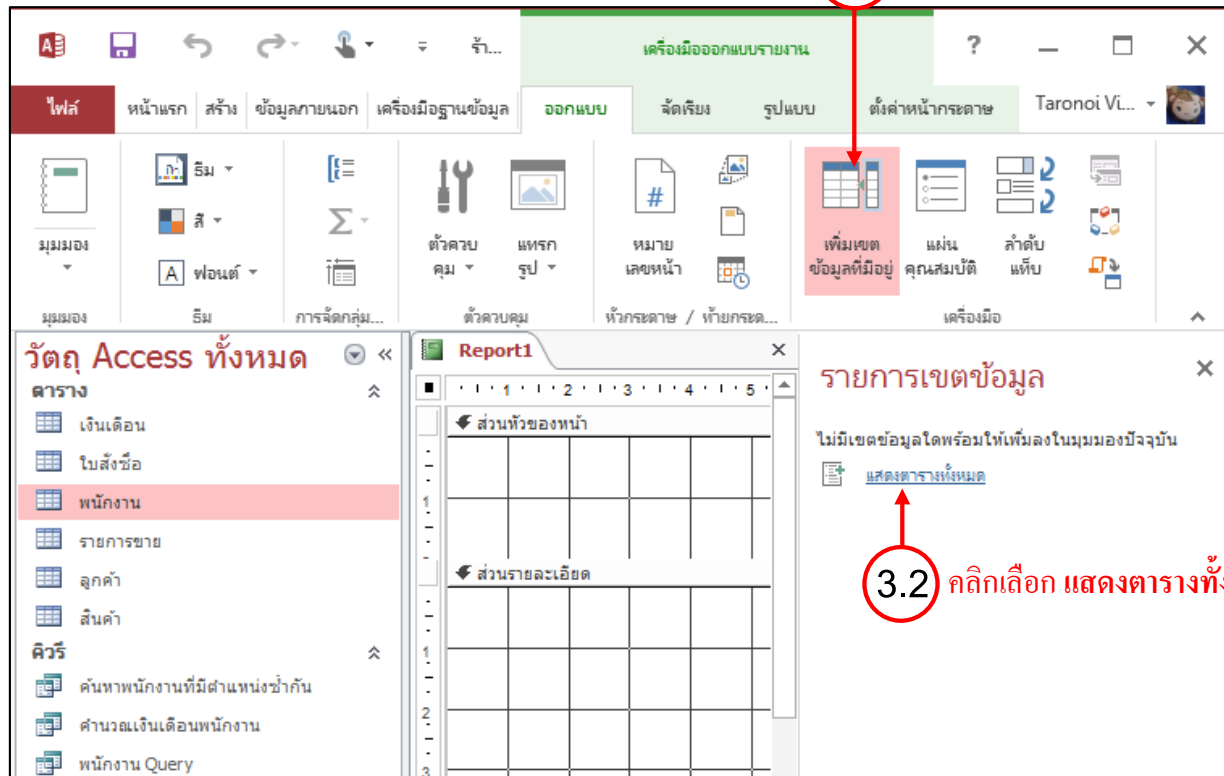 ร้า... เครื่องมือออกแบบรายงาน ?
ไฟล์ หน้าแรก สร้าง ข้อมูลภายนอก เครื่องมือฐานข้อมูล ออกแบบ จัดเรียง รูปแบบ ตั้งค่าหน้ากระดาษ Taronoi Vi...
มุมมอง
ก ธีม
สี
A ฟอนต์
ตัวควบ
คุม
แทรก
รูป
#
หมาย
เลขหน้า
เพิ่มเขต
ข้อมูลที่มีอยู่
แผ่น
คุณสมบัติ
ลำดับ
แท็บ
มุมมอง ธีม การจัดกลุ่ม... ตัวควบคุม หัวกระดาษ / ท้ายกระด... เครื่องมือ
วัตถุ Access ทั้งหมด
ตาราง
เงินเดือน
ใบสั่งซื้อ
พนักงาน
รายการขาย
ลูกค้า
สินค้า
คิวรี
ค้นหาพนักงานที่มีตำแหน่งซ้ำกัน
คำนวณเงินเดือนพนักงาน
พนักงาน Query
Report1
1 2 3 4 5
ส่วนหัวของหน้า
1
ส่วนรายละเอียด
1
2
3
รายการเขตข้อมูล
ไม่มีเขตข้อมูลใดพร้อมให้เพิ่มลงในมุมมองปัจจุบัน
แสดงตารางทั้งหมด
3.2 คลิกเลือก แสดงตารางทั้